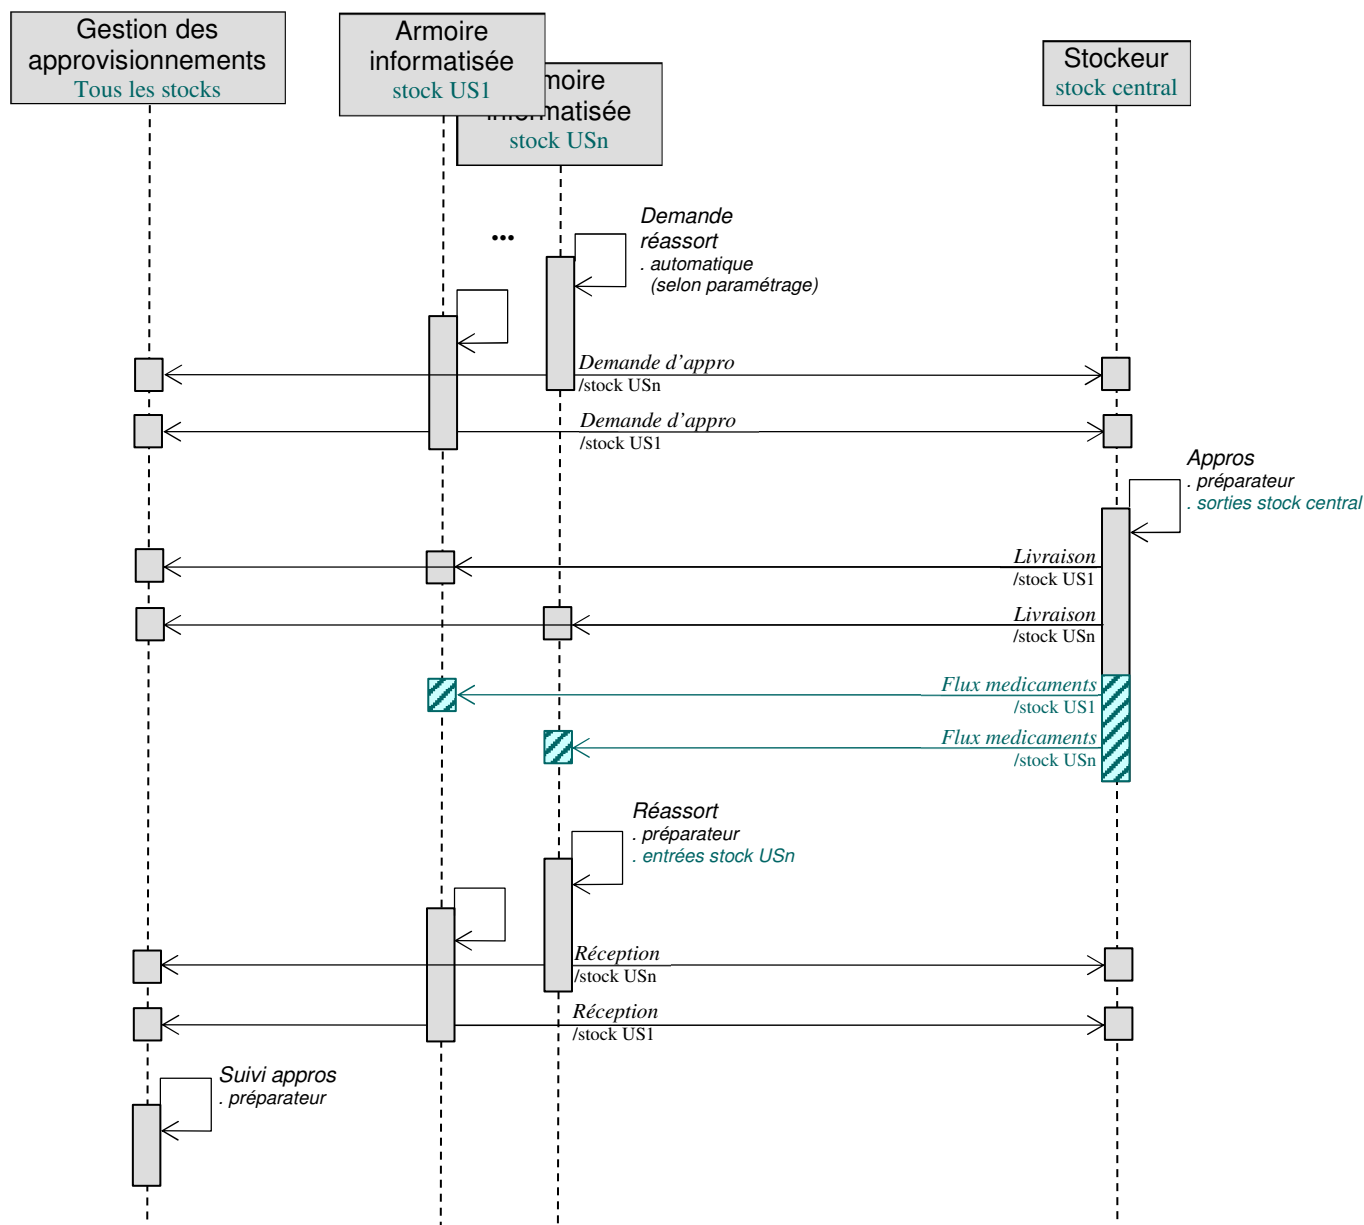 Gestion des
approvisionnements
Tous les stocks
Armoire
informatisée
stock US1
moire
informatisée
stock USn
Stockeur
stock central
...
Demande
réassort
. automatique
(selon paramétrage)
Demande d’appro
/stock USn
Demande d’appro
/stock US1
Appros
. préparateur
. sorties stock central
Livraison
/stock US1
Livraison
/stock USn
Flux medicaments
/stock US1
Flux medicaments
/stock USn
Réassort
. préparateur
. entrées stock USn
Réception
/stock USn
Réception
/stock US1
Suivi appros
. préparateur